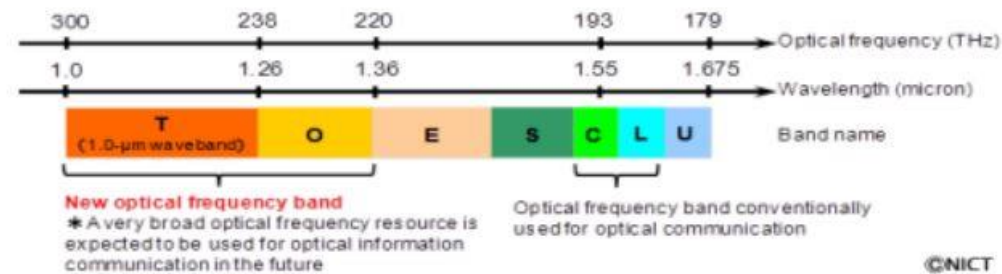 300 238 220 193 179
Optical frequency (THz)
1.0 1.26 1.36 1.55 1.675
Wavelength (micron)
T O E S C L U
(1.0-μm waveband)
Band name
New optical frequency band
* A very broad optical frequency resource is
expected to be used for optical information
communication in the future
Optical frequency band conventionally
used for optical communication
©NICT